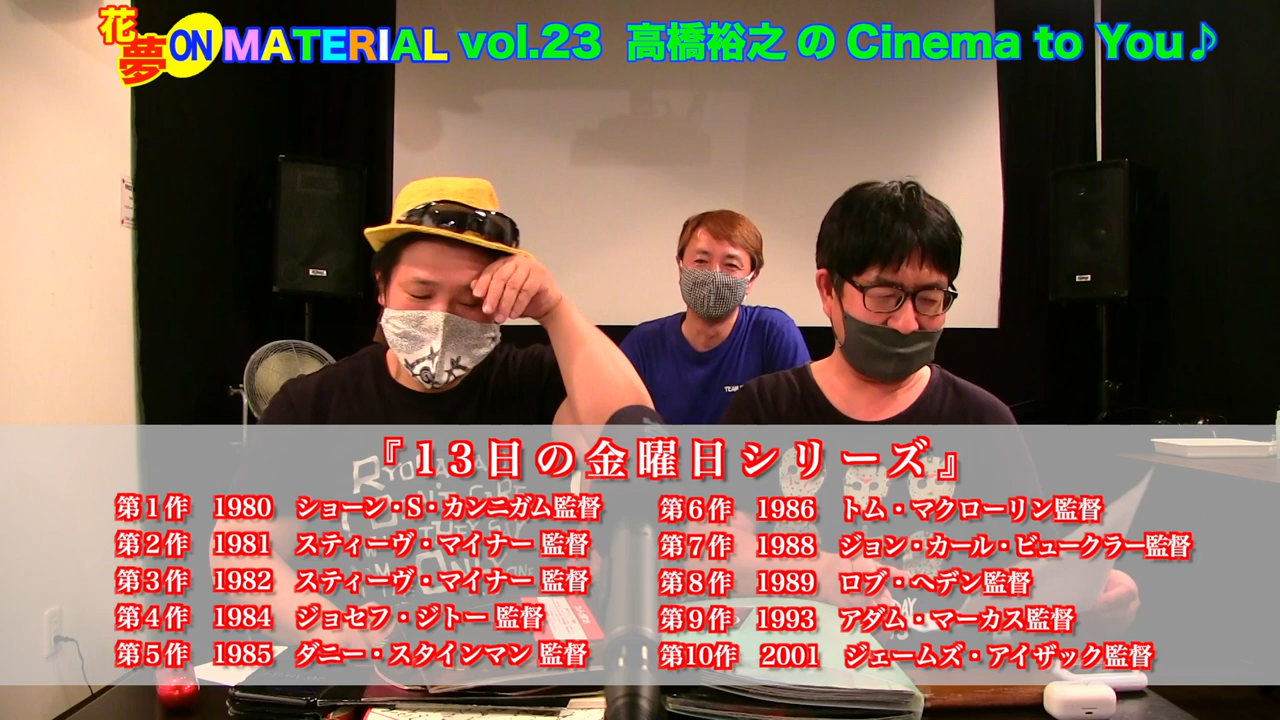 花夢ON MATERIAL vol.23 高橋裕之のCinema to You♪
『13日の金曜日シリーズ』
第1作 1980 ショーン・S・カンニガム監督
第2作 1981 スティーヴ・マイナー 監督
第3作 1982 スティーヴ・マイナー 監督
第4作 1984 ジョセフ・ジトー 監督
第5作 1985 ダニー・スタインマン 監督
第6作 1986 トム・マクローリン監督
第7作 1988 ジョン・カール・ビュークラー監督
第8作 1989 ロブ・ヘデン監督
第9作 1993 アダム・マーカス監督
第10作 2001 ジェームズ・アイザック監督